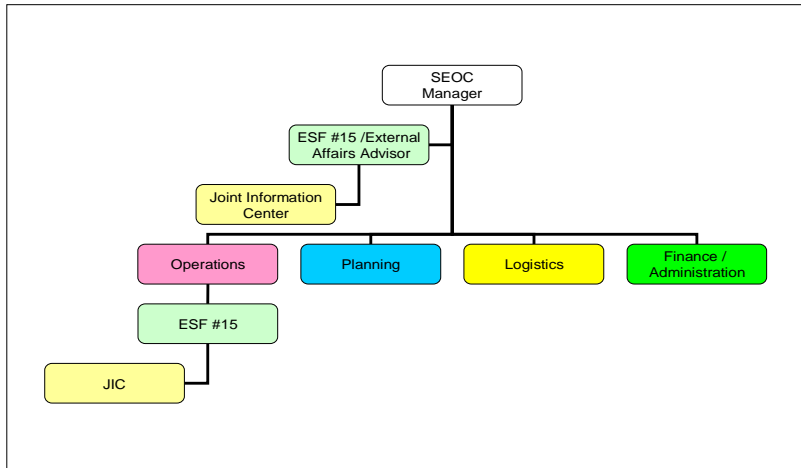 SEOC
Manager
ESF #15 /External
Affairs Advisor
Joint Information
Center
Operations
Planning
Logistics
Finance /
Administration
ESF #15
JIC